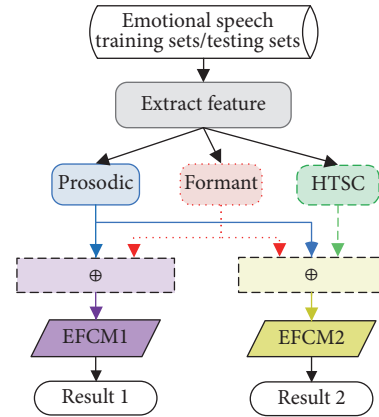 Emotional speech
training sets/testing sets
Extract feature
Prosodic
Formant
HTSC
⊕
⊕
EFCM1
EFCM2
Result 1
Result 2